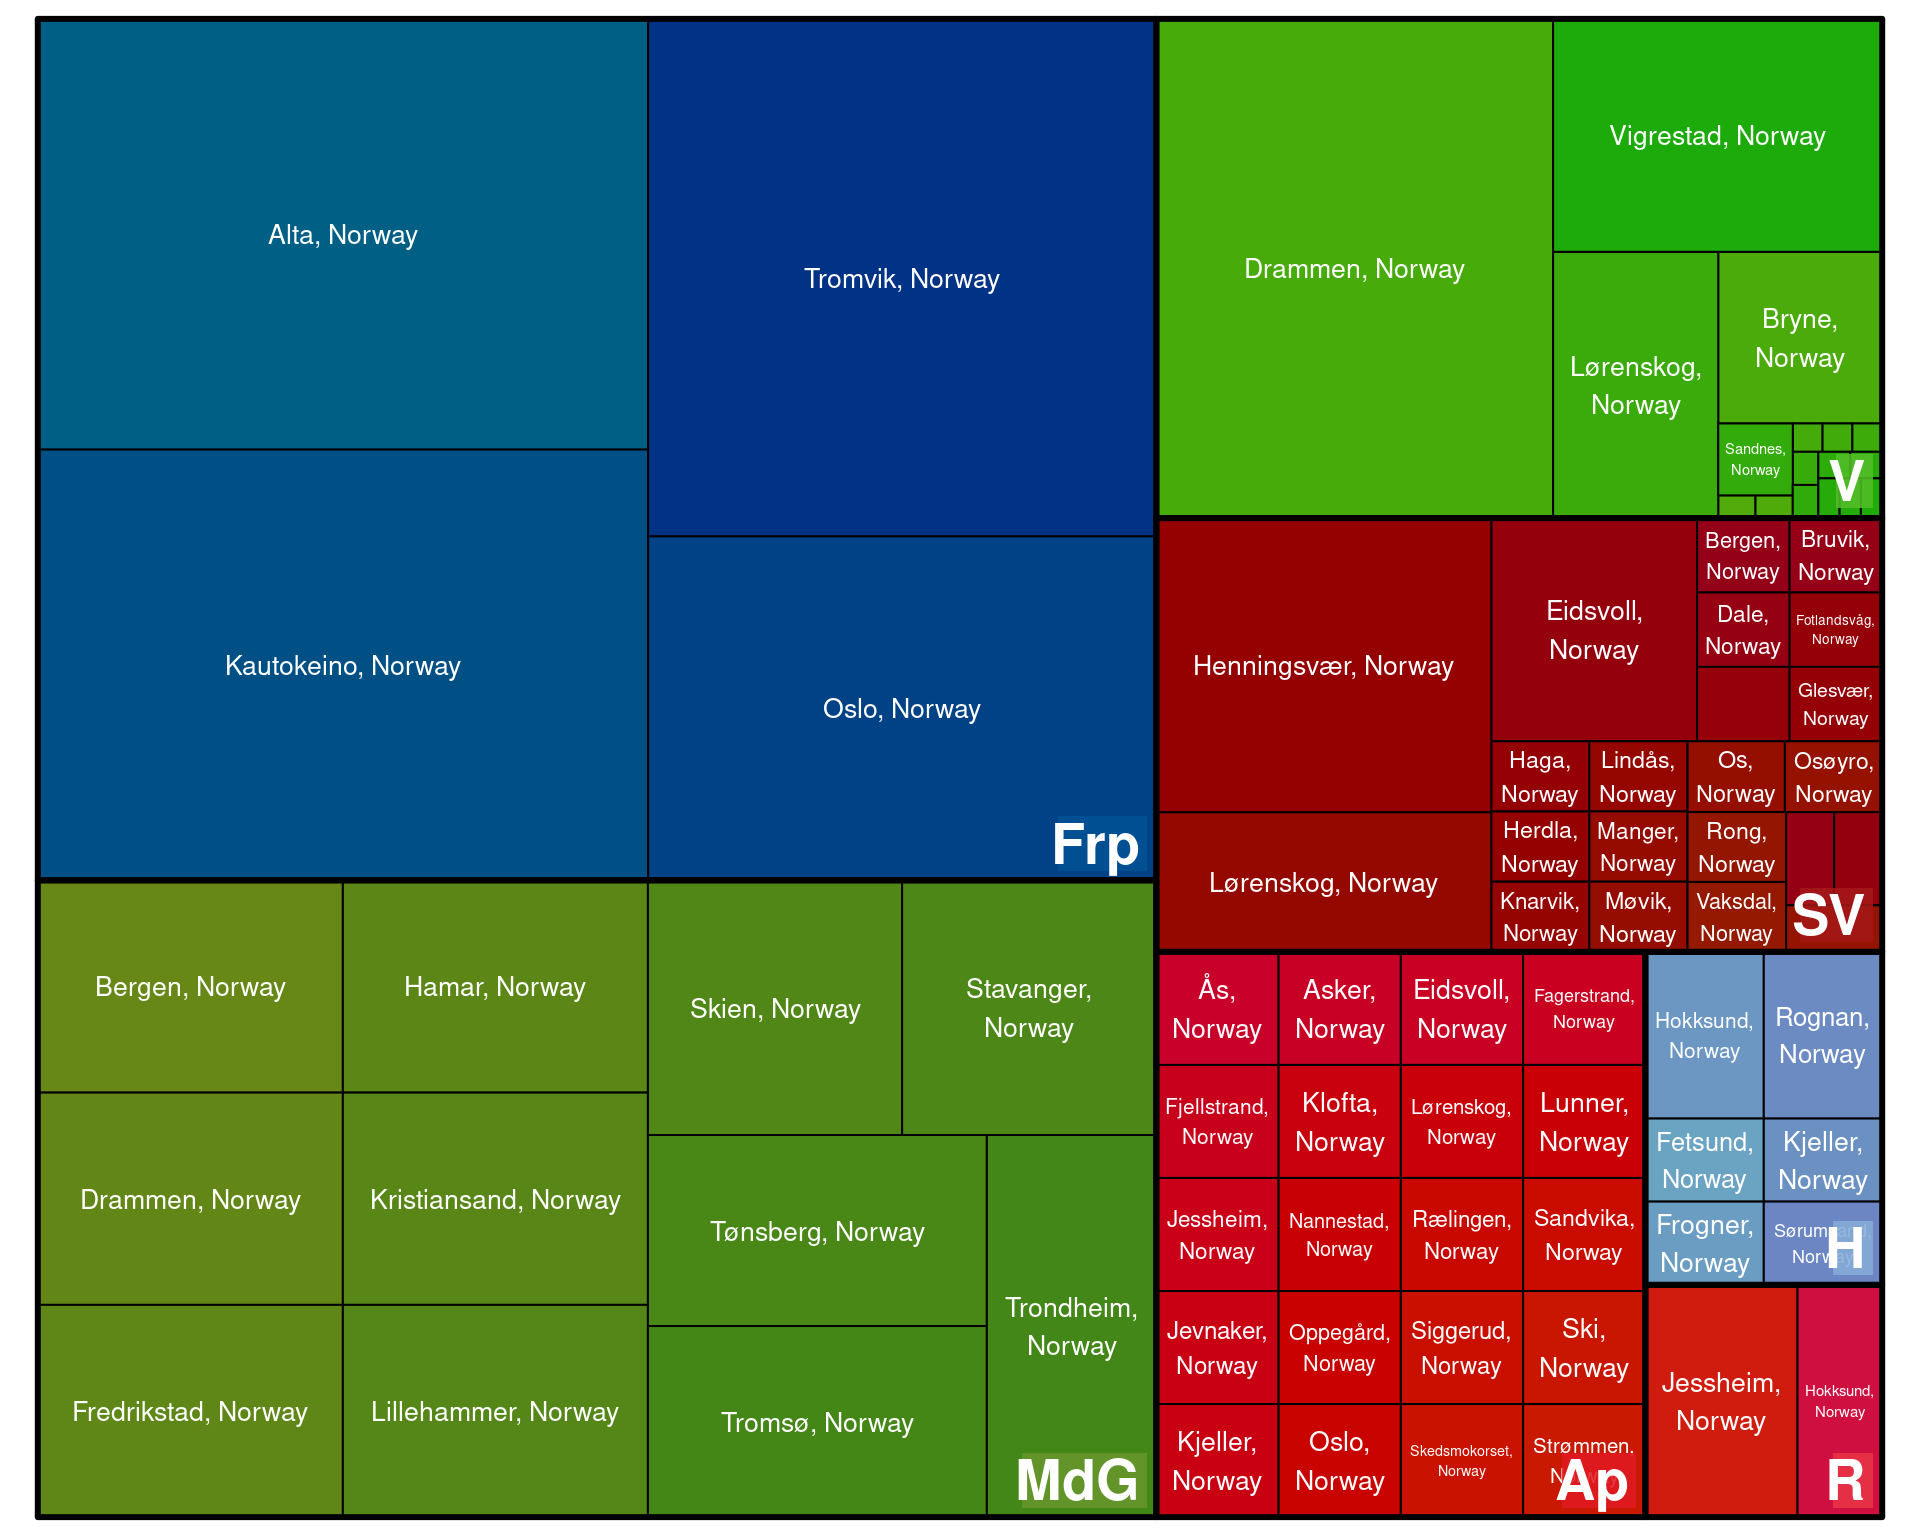 Alta, Norway
Kautokeino, Norway
Tromvik, Norway
Oslo, Norway
Frp
Bergen, Norway
Drammen, Norway
Fredrikstad, Norway
Hamar, Norway
Kristiansand, Norway
Lillehammer, Norway
Skien, Norway
Stavanger,
Norway
Tønsberg, Norway
Tromsø, Norway
Trondheim,
Norway
MdG
Drammen, Norway
Vigrestad, Norway
Lørenskog,
Norway
Bryne,
Norway
Sandnes,
Norway
V
Henningsvær, Norway
Lørenskog, Norway
Eidsvoll,
Norway
Bergen,
Norway
Bruvik,
Norway
Dale,
Norway
Fotlandsvåg,
Norway
Glesvær,
Norway
Haga,
Norway
Lindås,
Norway
Os,
Norway
Osøyro,
Norway
Herdla,
Norway
Manger,
Norway
Rong,
Norway
Knarvik,
Norway
Møvik,
Norway
Vaksdal,
Norway
SV
Ås,
Norway
Asker,
Norway
Eidsvoll,
Norway
Fagerstrand,
Norway
Fjellstrand,
Norway
Klofta,
Norway
Lørenskog,
Norway
Lunner,
Norway
Jessheim,
Norway
Nannestad,
Norway
Rælingen,
Norway
Sandvika,
Norway
Jevnaker,
Norway
Oppegård,
Norway
Siggerud,
Norway
Ski,
Norway
Kjeller,
Norway
Oslo,
Norway
Skedsmokorset,
Norway
Strømmen.
Ap
Hokksund,
Norway
Rognan,
Norway
Fetsund,
Norway
Kjeller,
Norway
Frogner,
Norway
Norway
H
Jessheim,
Norway
Hokksund,
Norway
R